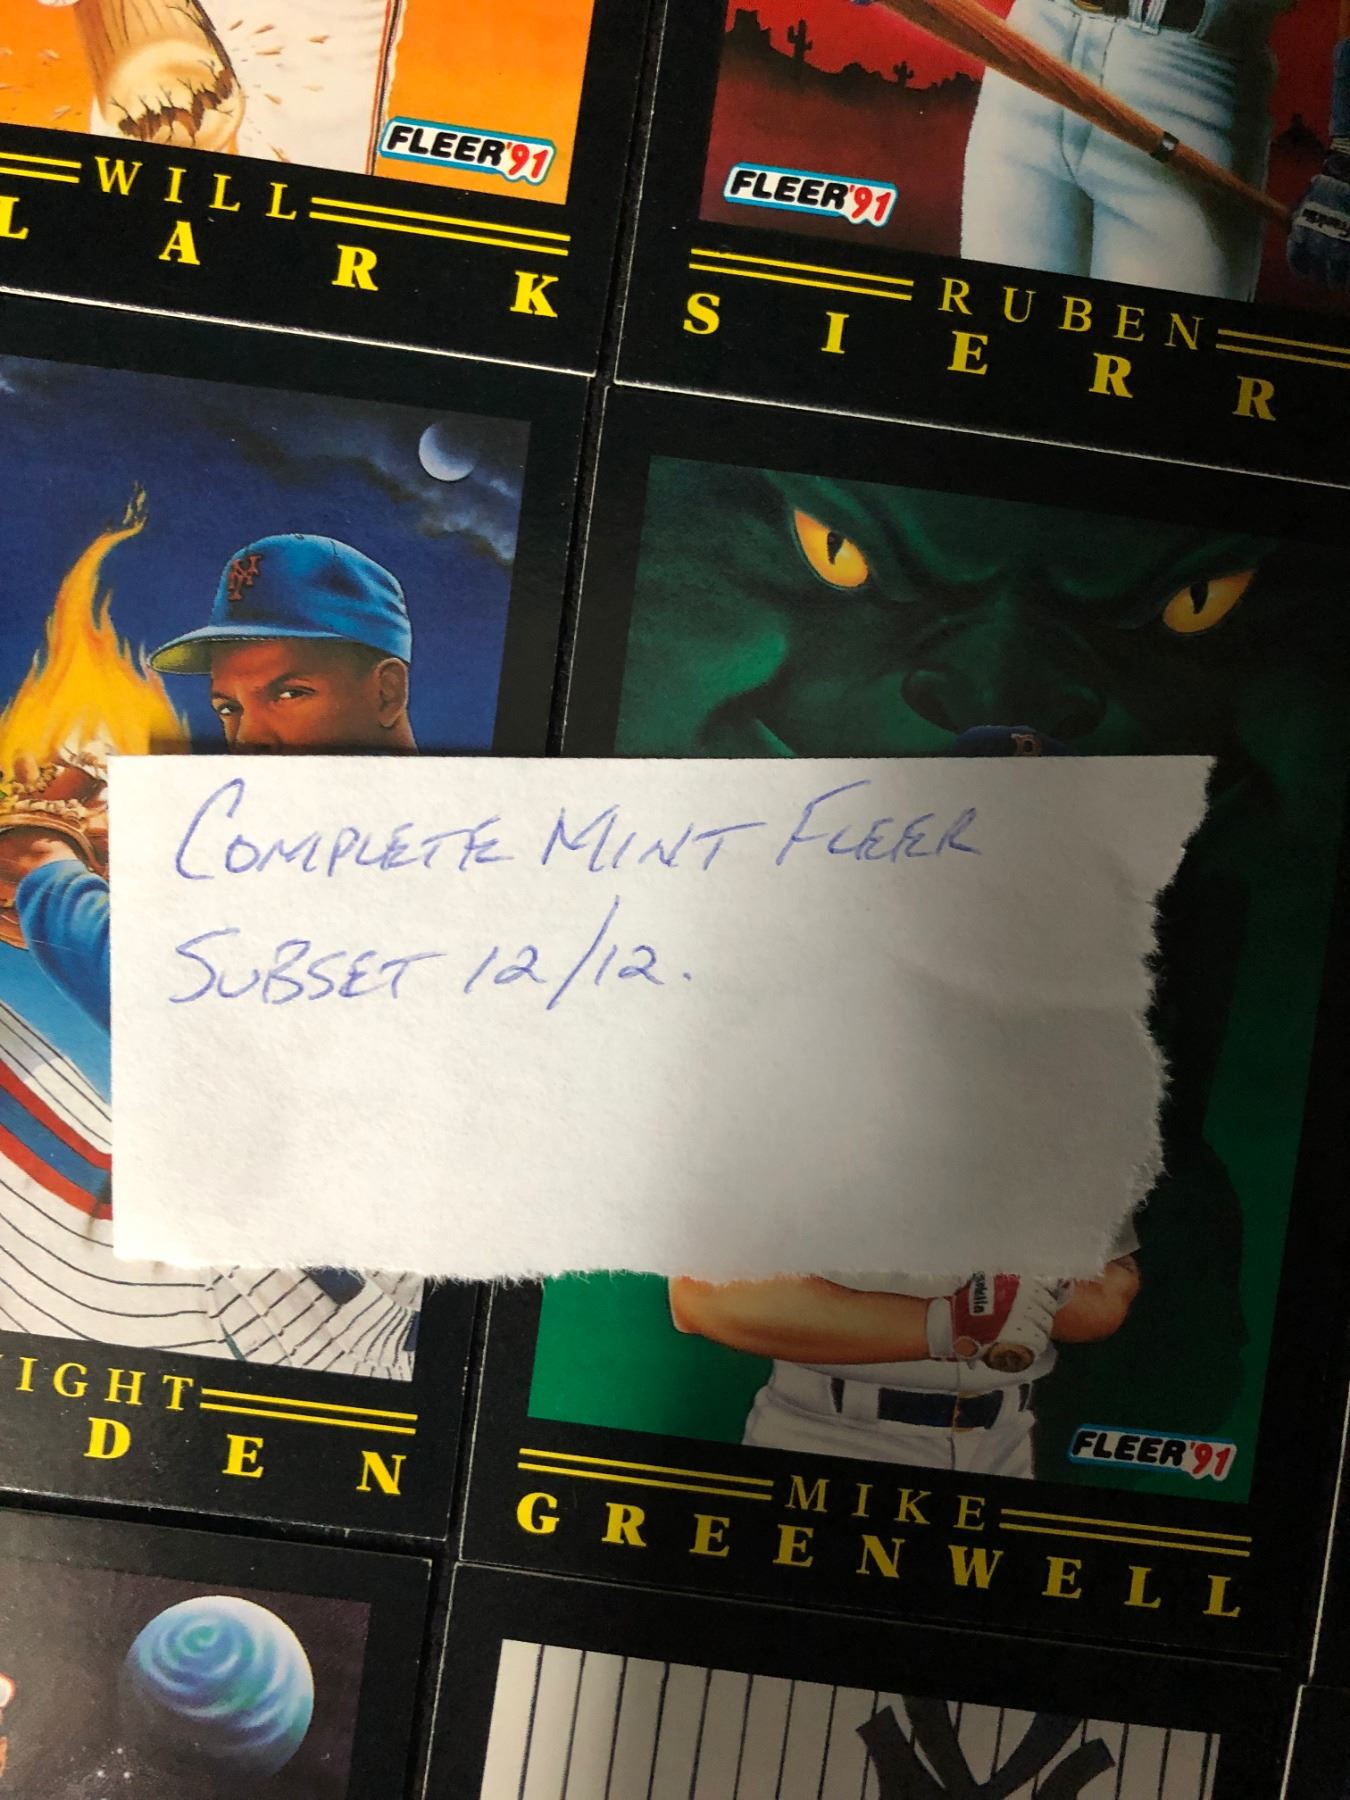 FLEER'91
WILL
LARK
FLEER'91
RUBEN
SIERR
COMPLETE MINT FLEER
SUBSET 12/12.
IGHT
DEN
FLEER'91
MIKE
GREENWELL